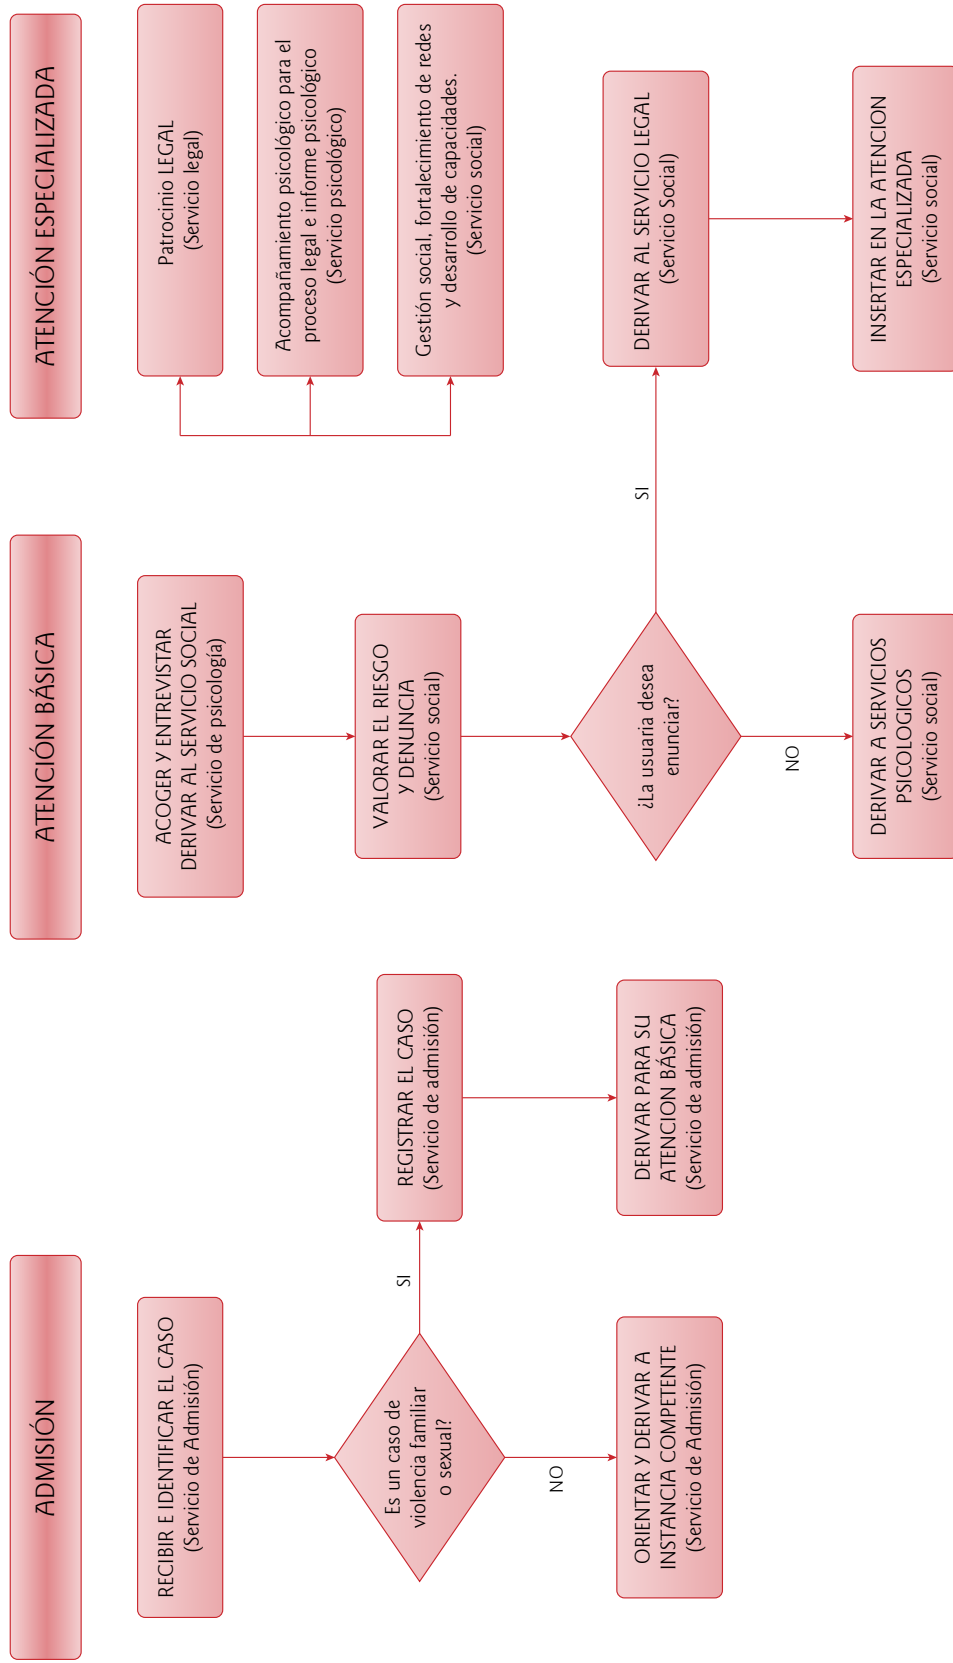 ADMISIÓN
RECIBIR E IDENTIFICAR EL CASO
(Servicio de Admisión)
Es un caso de
violencia familiar
o sexual?
SI
NO
REGISTRAR EL CASO
(Servicio de admisión)
DERIVAR PARA SU
ATENCION BÁSICA
(Servicio de admisión)
ORIENTAR Y DERIVAR A
INSTANCIA COMPETENTE
(Servicio de Admisión)
ATENCIÓN BÁSICA
ACOGER Y ENTREVISTAR
DERIVAR AL SERVICIO SOCIAL
(Servicio de psicología)
VALORAR EL RIESGO
Y DENUNCIA
(Servicio social)
¿La usuaria desea
enunciar?
SI
NO
DERIVAR A SERVICIOS
PSICOLOGICOS
(Servicio social)
DERIVAR AL SERVICIO LEGAL
(Servicio Social)
INSERTAR EN LA ATENCION
ESPECIALIZADA
(Servicio social)
ATENCIÓN ESPECIALIZADA
Patrocinio LEGAL
(Servicio legal)
Acompañamiento psicológico para el
proceso legal e informe psicológico
(Servicio psicológico)
Gestión social, fortalecimiento de redes
y desarrollo de capacidades.
(Servicio social)